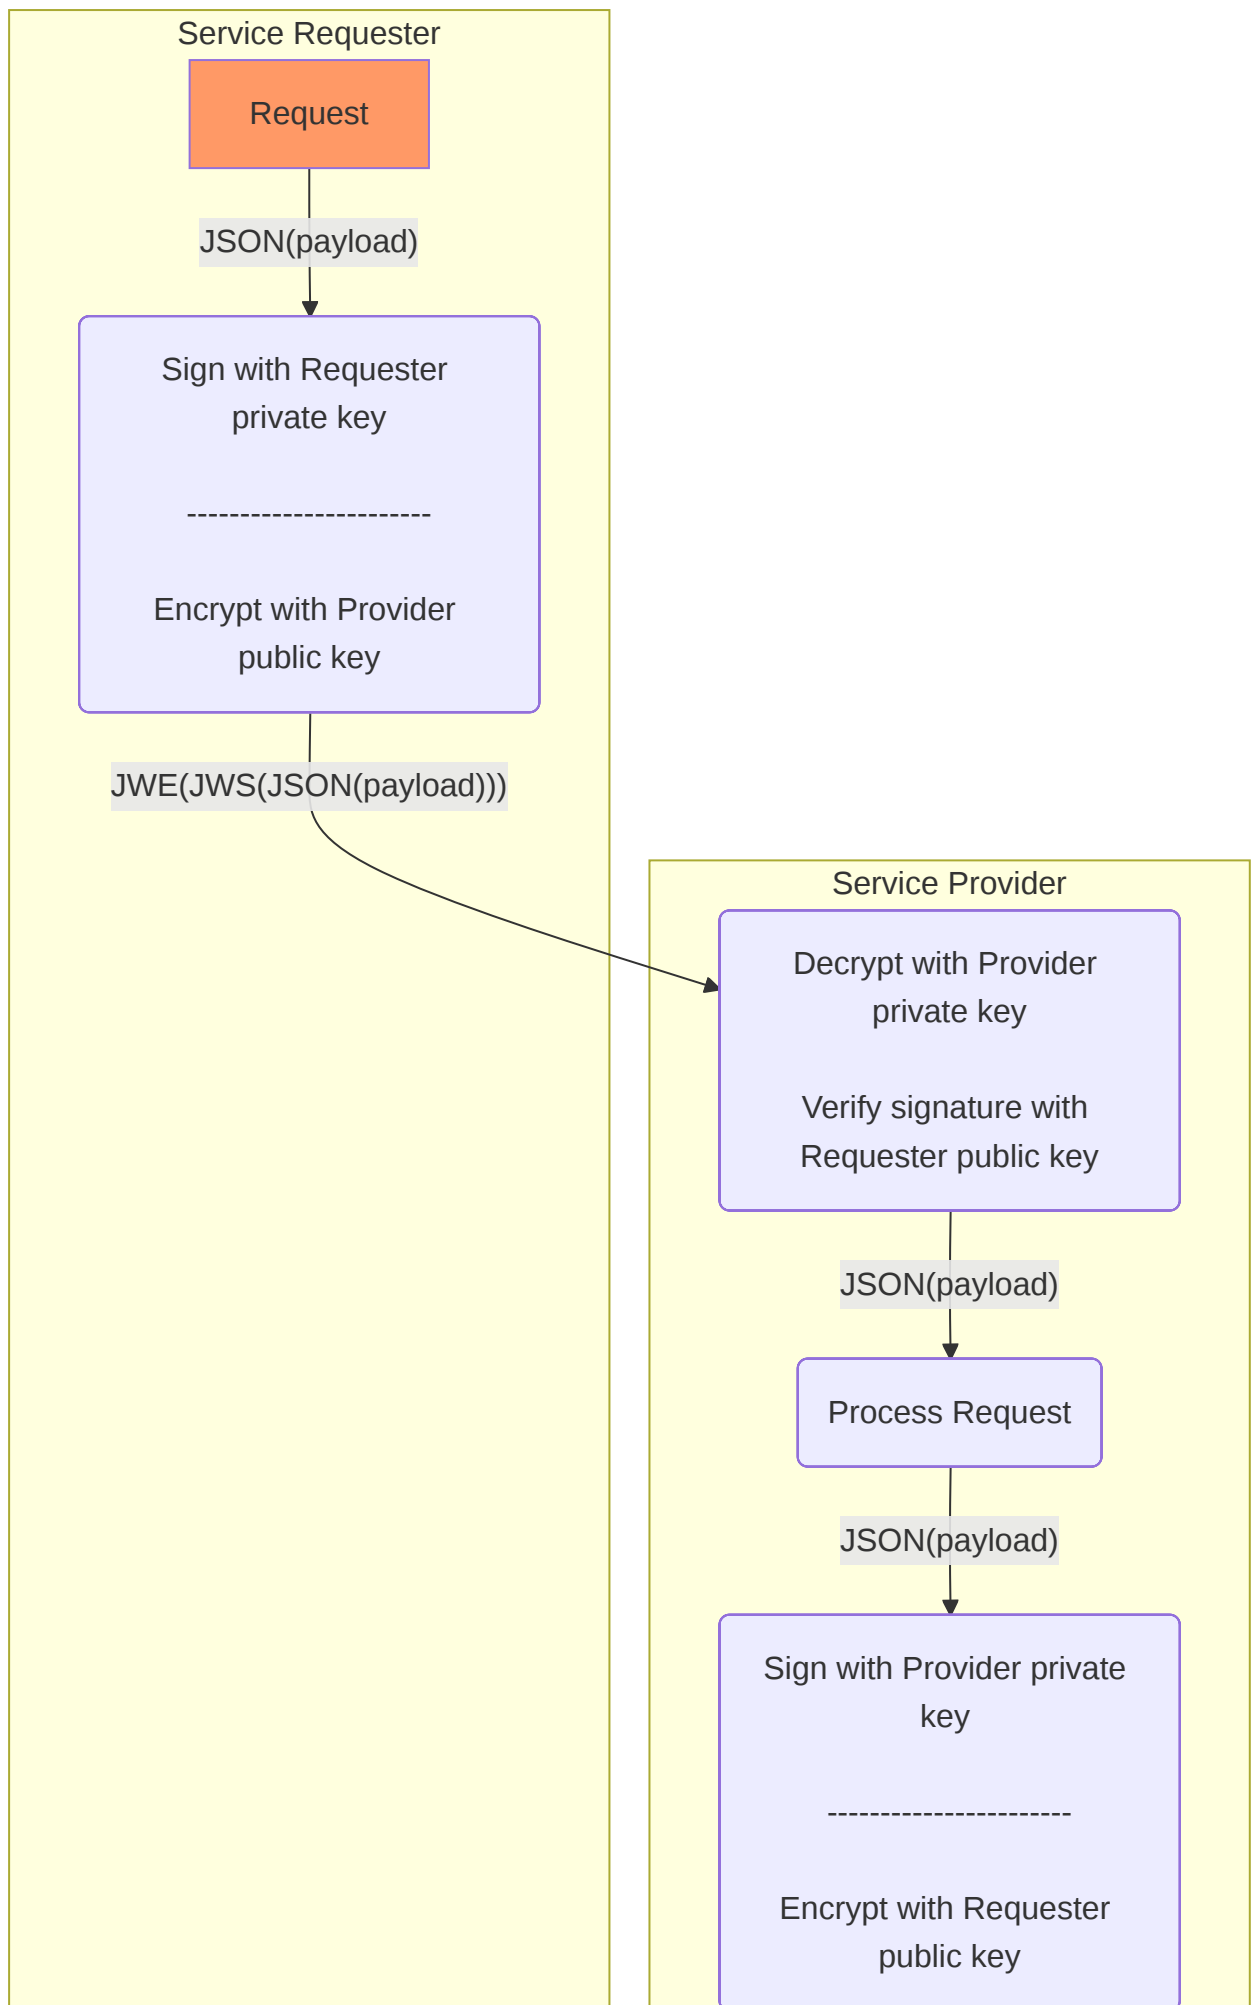 Service Requester
Request
JSON(payload)
Sign with Requester
private key
-----------------------
Encrypt with Provider
public key
JWE(JWS(JSON(payload)))
Service Provider
Decrypt with Provider
private key
Verify signature with
Requester public key
JSON(payload)
Process Request
JSON(payload)
Sign with Provider private
key
-----------------------
Encrypt with Requester
public key